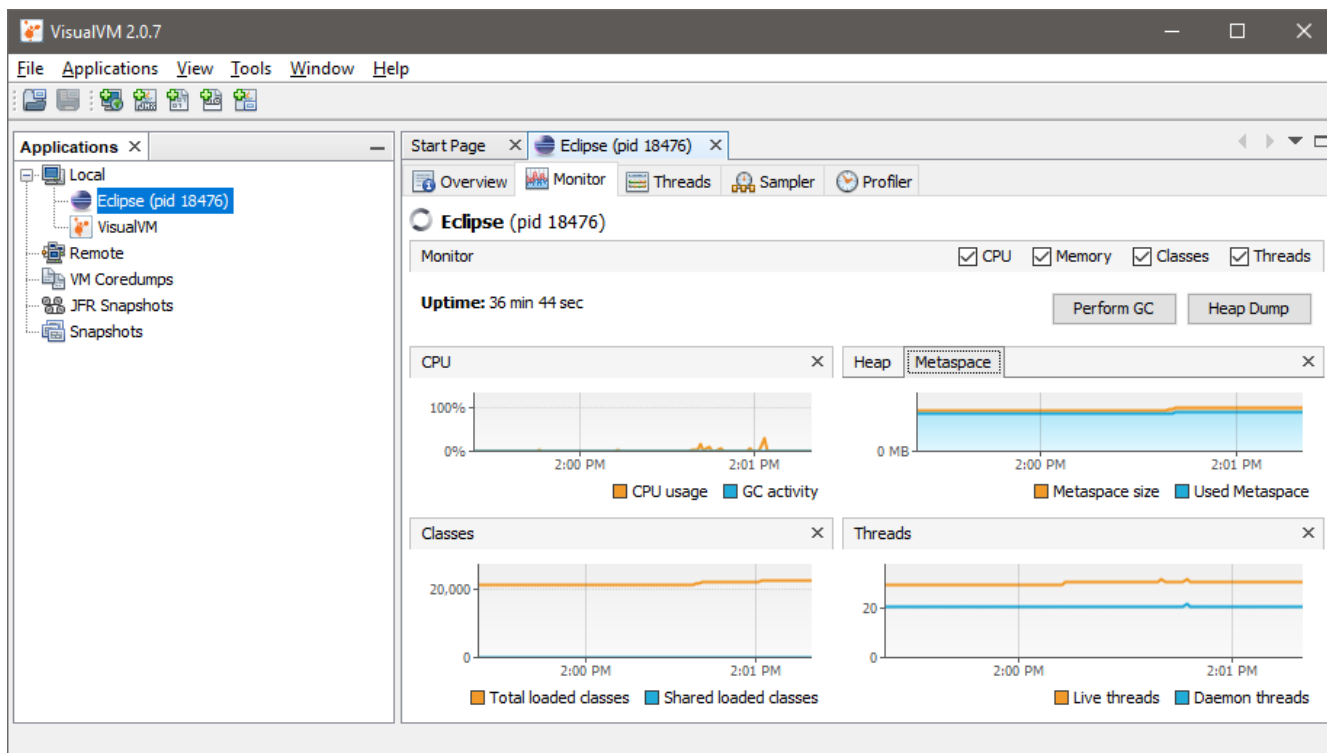 VisualVM 2.0.7
File Applications View Tools Window Help
Applications
Local
Eclipse (pid 18476)
VisualVM
Remote
VM Coredumps
JFR Snapshots
Snapshots
Start Page Eclipse (pid 18476)
Overview Monitor Threads Sampler Profiler
Eclipse (pid 18476)
Monitor CPU Memory Classes Threads
Uptime: 36 min 44 sec Perform GC Heap Dump
CPU
100%
0%
2:00 PM 2:01 PM
CPU usage GC activity
Heap Metaspace
0 MB
2:00 PM 2:01 PM
Metaspace size Used Metaspace
Classes
20,000
0
2:00 PM 2:01 PM
Total loaded classes Shared loaded classes
Threads
20
0
2:00 PM 2:01 PM
Live threads Daemon threads